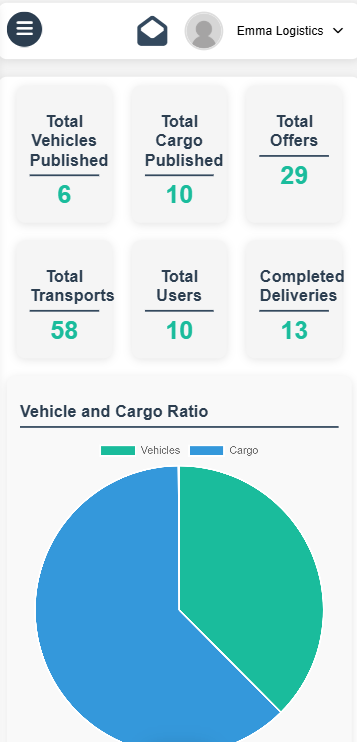 Emma Logistics
Total
Vehicles
Published
6
Total
Cargo
Published
10
Total
Offers
29
Total
Transports
58
Total
Users
10
Completed
Deliveries
13
Vehicle and Cargo Ratio
Vehicles
Cargo